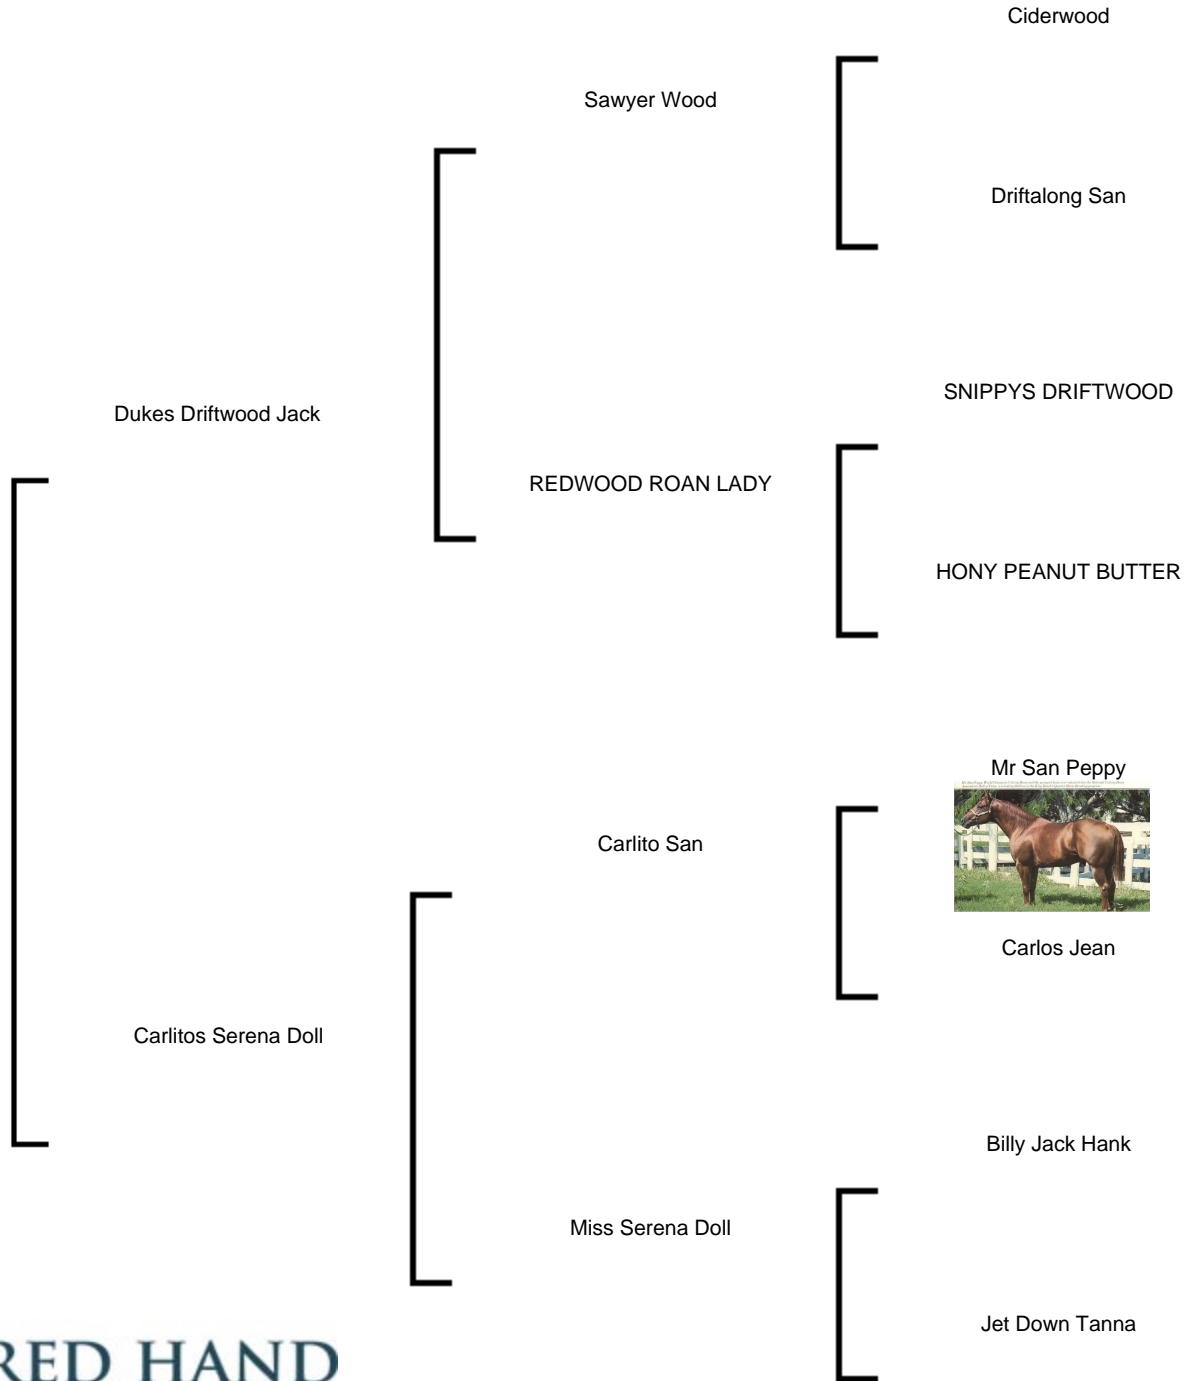 Ciderwood
Sawyer Wood
Driftalong San
Dukes Driftwood Jack
SNIPPYS DRIFTWOOD
REDWOOD ROAN LADY
HONY PEANUT BUTTER
Mr San Peppy
Carlito San
Carlos Jean
Carlitos Serena Doll
Billy Jack Hank
Miss Serena Doll
Jet Down Tanna
RED HAND